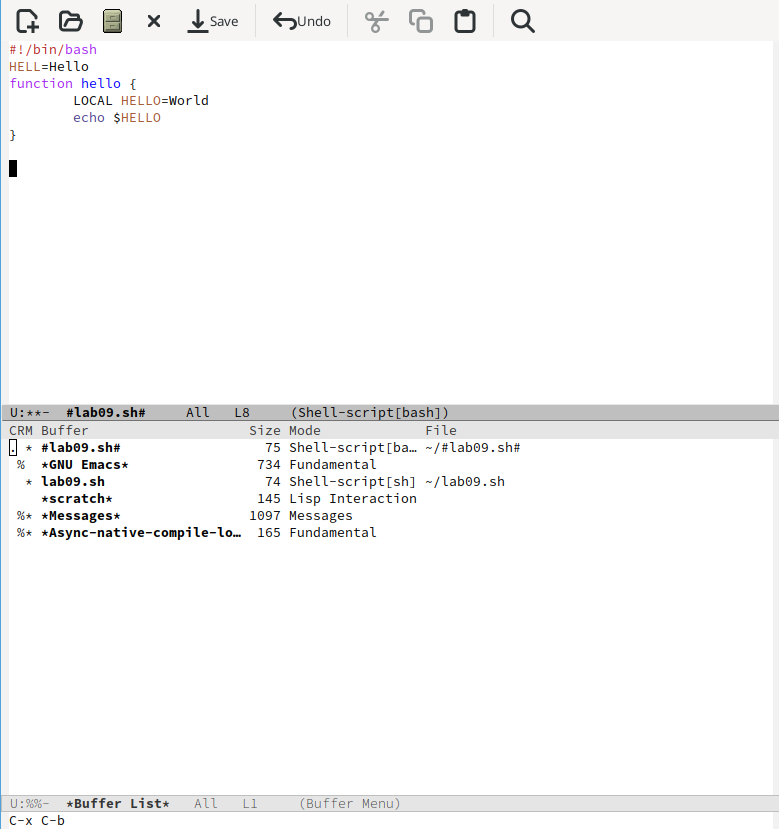 Save Undo
#!/bin/bash
HELL=Hello
function hello {
        LOCAL HELLO=World
        echo $HELLO
}
U:**-  #lab09.sh#     All   L8     (Shell-script[bash])
CRM Buffer                    Size Mode             File
. * #lab09.sh#                  75 Shell-script[ba… ~/#lab09.sh#
 %  *GNU Emacs*                734 Fundamental
  * lab09.sh                    74 Shell-script[sh] ~/lab09.sh
    *scratch*                  145 Lisp Interaction
 %* *Messages*                1097 Messages
 %* *Async-native-compile-lo…  165 Fundamental
U:%%-  *Buffer List*   All   L1     (Buffer Menu)
C-x C-b